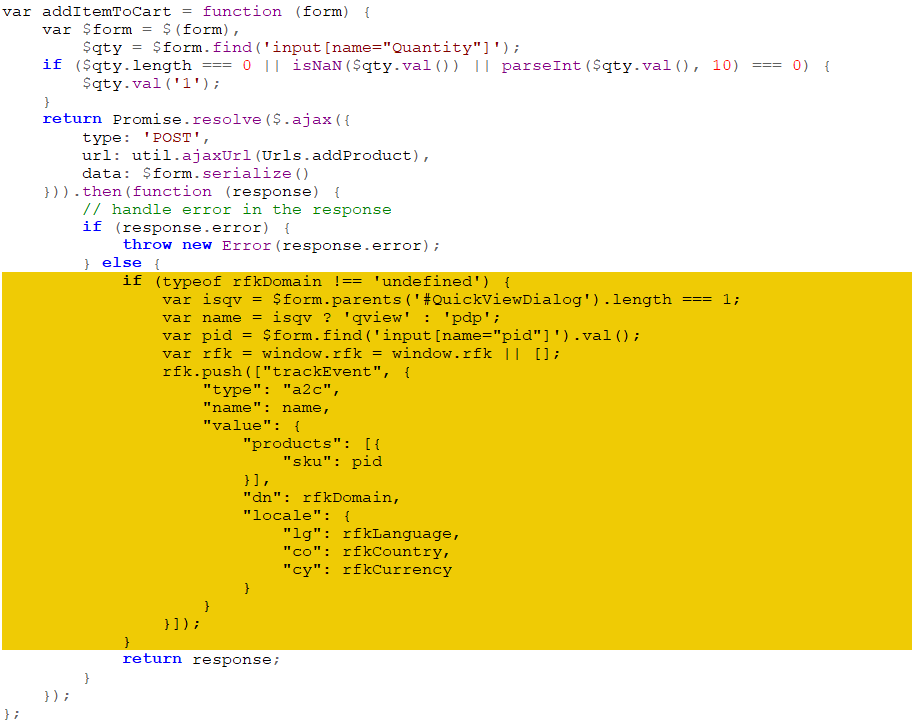 var addItemToCart = function (form) {
    var $form = $(form),
        $qty = $form.find('input[name="Quantity"]');
    if ($qty.length === 0 || isNaN($qty.val()) || parseInt($qty.val(), 10) === 0) {
        $qty.val('1');
    }
    return Promise.resolve($.ajax({
        type: 'POST',
        url: util.ajaxUrl(Urls.addProduct),
        data: $form.serialize()
    })).then(function (response) {
        // handle error in the response
        if (response.error) {
            throw new Error(response.error);
        } else {
            if (typeof rfkDomain !== 'undefined') {
                var isqv = $form.parents('#QuickViewDialog').length === 1;
                var name = isqv ? 'qview' : 'pdp';
                var pid = $form.find('input[name="pid"]').val();
                var rfk = window.rfk = window.rfk || [];
                rfk.push(["trackEvent", {
                    "type": "a2c",
                    "name": name,
                    "value": {
                        "products": [{
                            "sku": pid
                        }],
                        "dn": rfkDomain,
                        "locale": {
                            "lg": rfkLanguage,
                            "co": rfkCountry,
                            "cy": rfkCurrency
                        }
                    }
                }]);
            }
            return response;
        }
    });
};